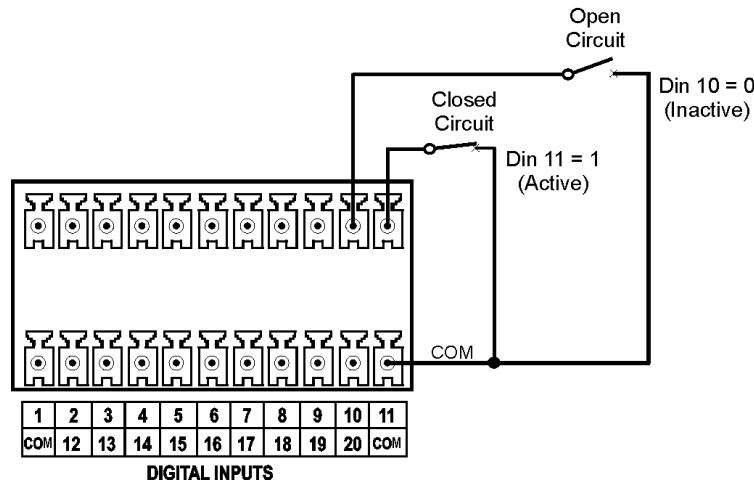 Open
Circuit
Din 10 = 0
(Inactive)
Closed
Circuit
Din 11 = 1
(Active)
COM
1 2 3 4 5 6 7 8 9 10 11
COM 12 13 14 15 16 17 18 19 20 COM
DIGITAL INPUTS